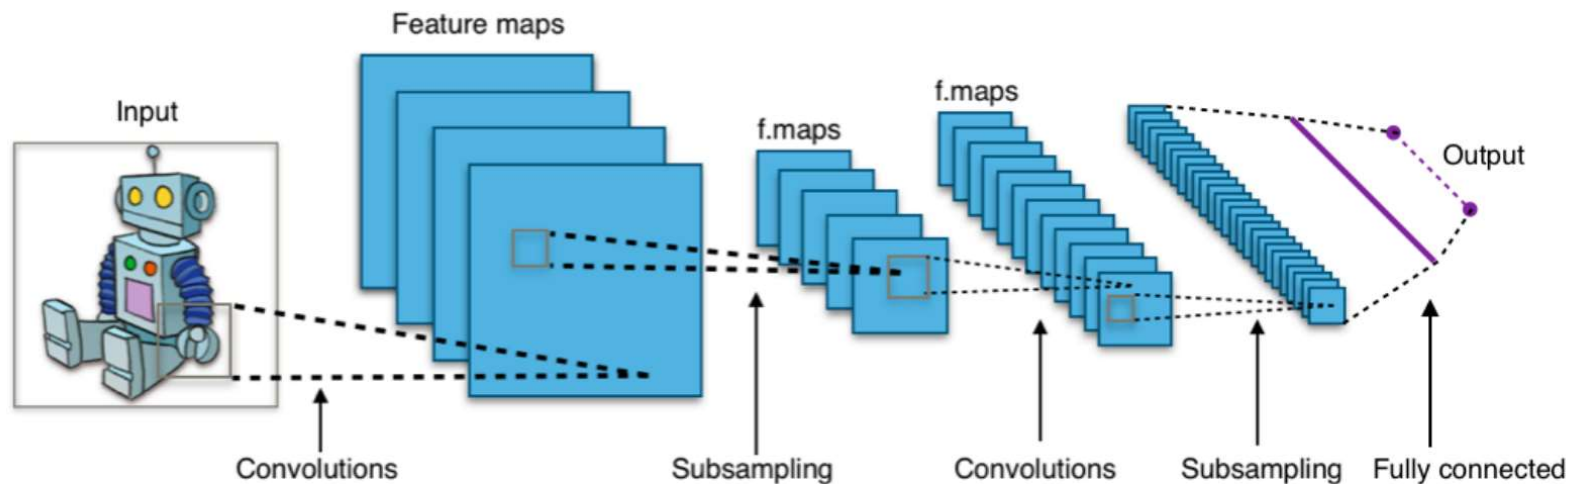 Feature maps
Input
f.maps
f.maps
Output
Convolutions
Subsampling
Convolutions
Subsampling
Fully connected